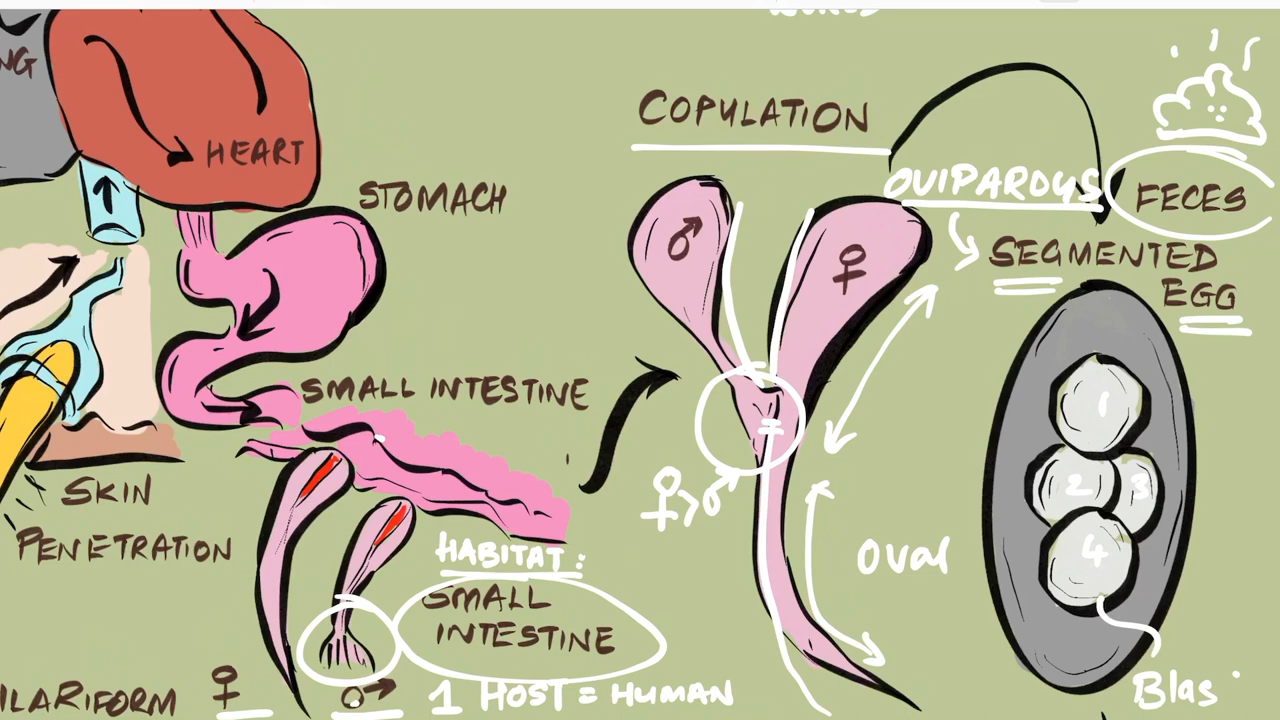 NG
HEART
COPULATION
OVIPAROUS
FECES
STOMACH
SEGMENTED
EGG
♂
♀
SMALL INTESTINE
1
2
3
4
♀>♂
SKIN
PENETRATION
HABITAT:
SMALL
INTESTINE
Oval
ILARIFORM ♀
♂
1 HOST = HUMAN
Blas